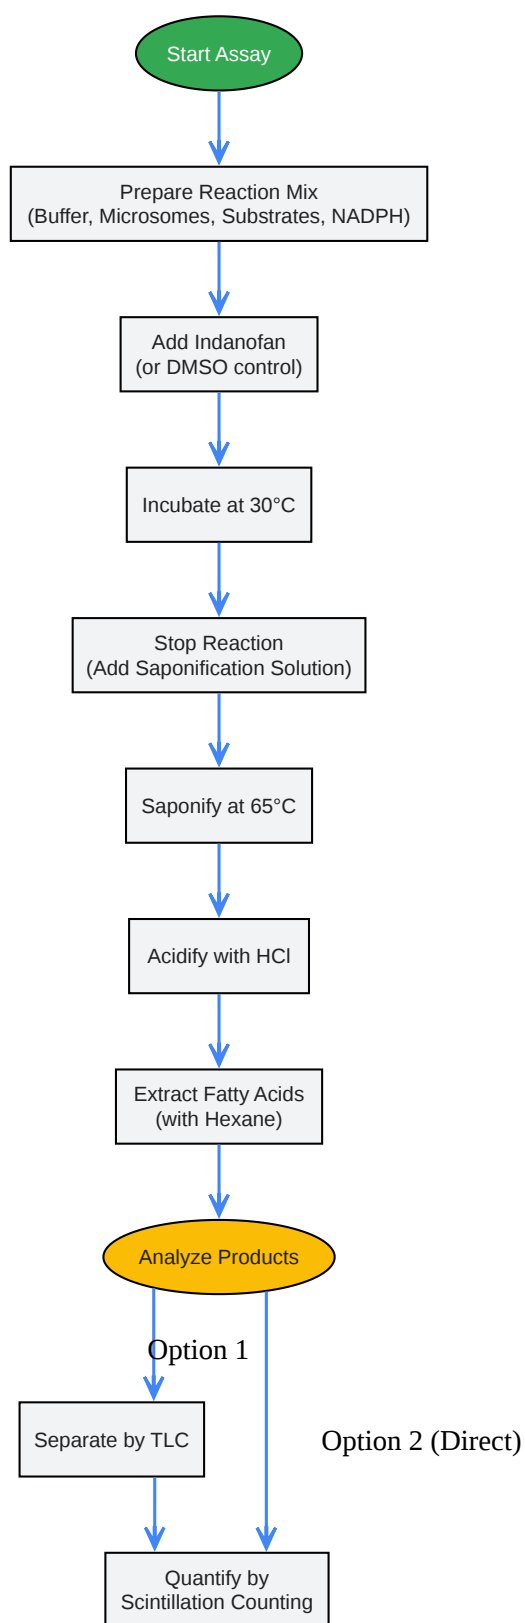 Start Assay
Prepare Reaction Mix
(Buffer, Microsomes, Substrates, NADPH)
Add Indanofan
(or DMSO control)
Incubate at 30°C
Stop Reaction
(Add Saponification Solution)
Saponify at 65°C
Acidify with HCl
Extract Fatty Acids
(with Hexane)
Analyze Products
Option 1
Separate by TLC
Option 2 (Direct)
Quantify by
Scintillation Counting